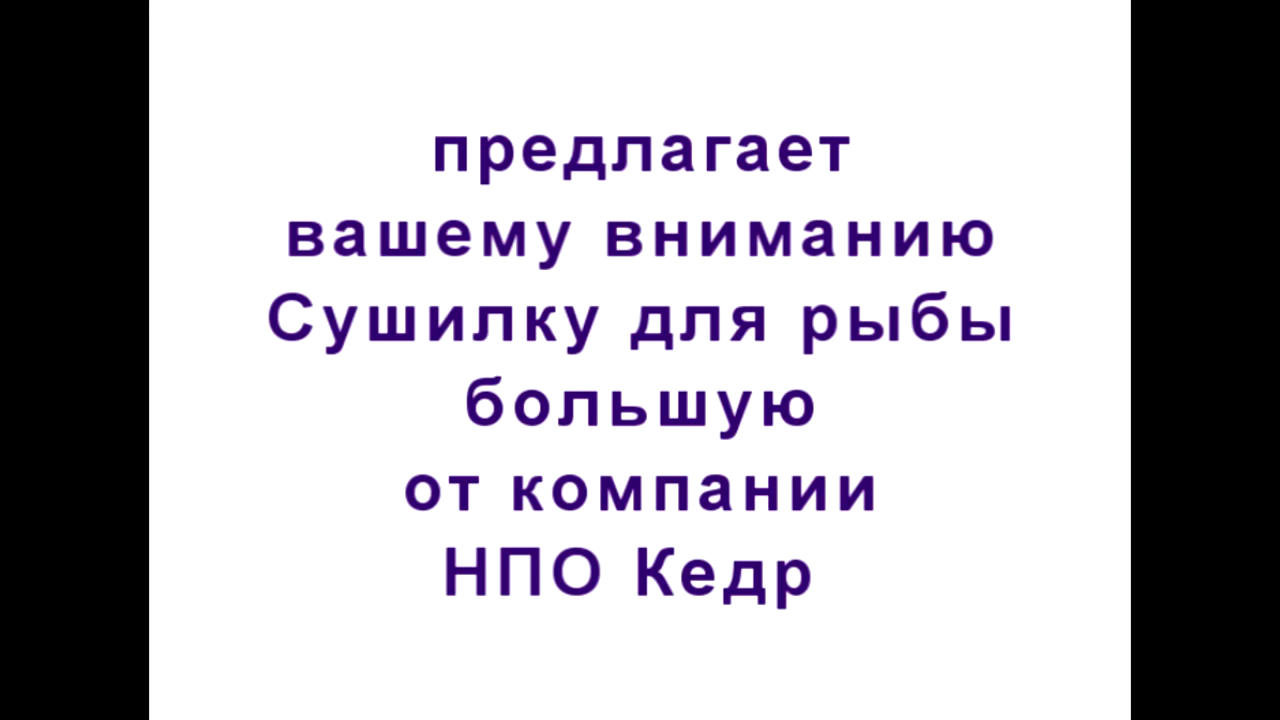 предлагает
вашему вниманию
Сушилку для рыбы
большую
от компании
НПО Кедр